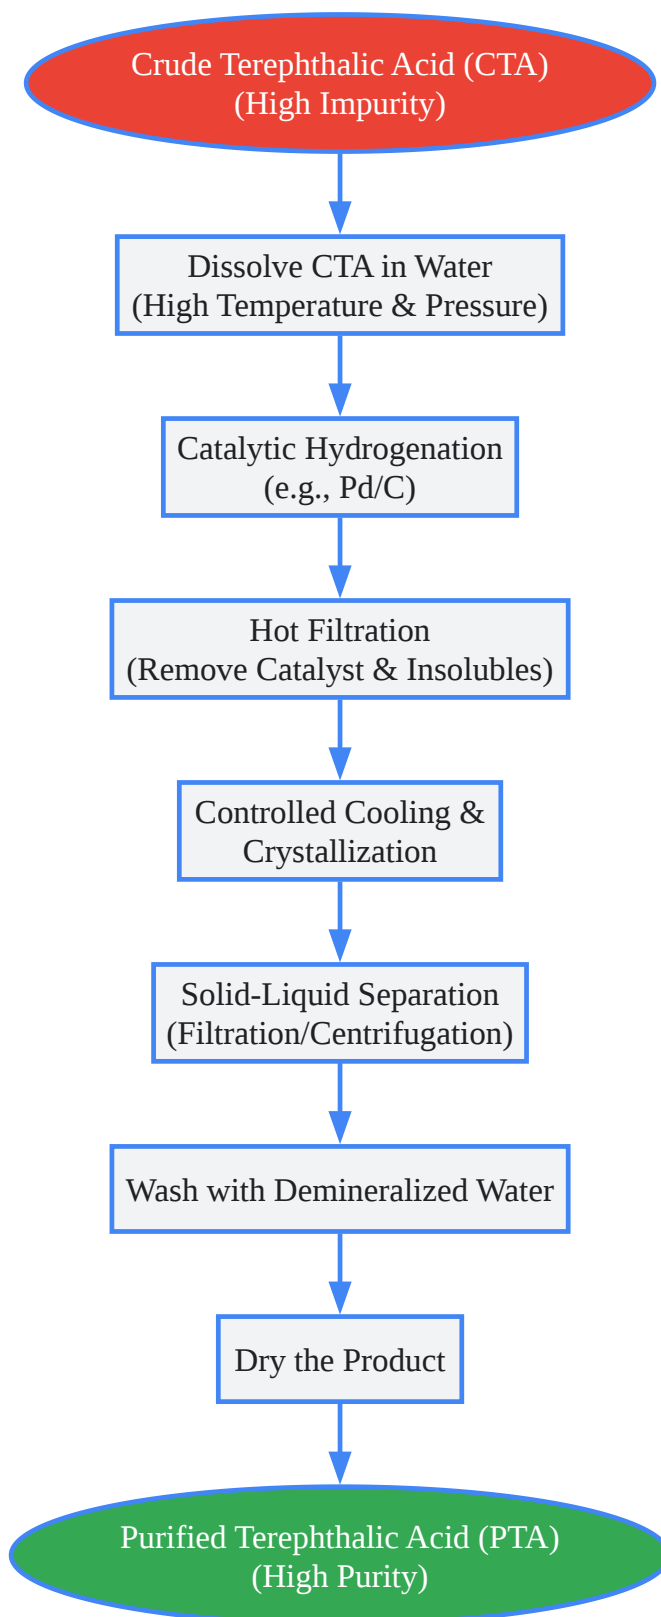 Crude Terephthalic Acid (CTA)
(High Impurity)
Dissolve CTA in Water
(High Temperature & Pressure)
Catalytic Hydrogenation
(e.g., Pd/C)
Hot Filtration
(Remove Catalyst & Insolubles)
Controlled Cooling &
Crystallization
Solid-Liquid Separation
(Filtration/Centrifugation)
Wash with Demineralized Water
Dry the Product
Purified Terephthalic Acid (PTA)
(High Purity)